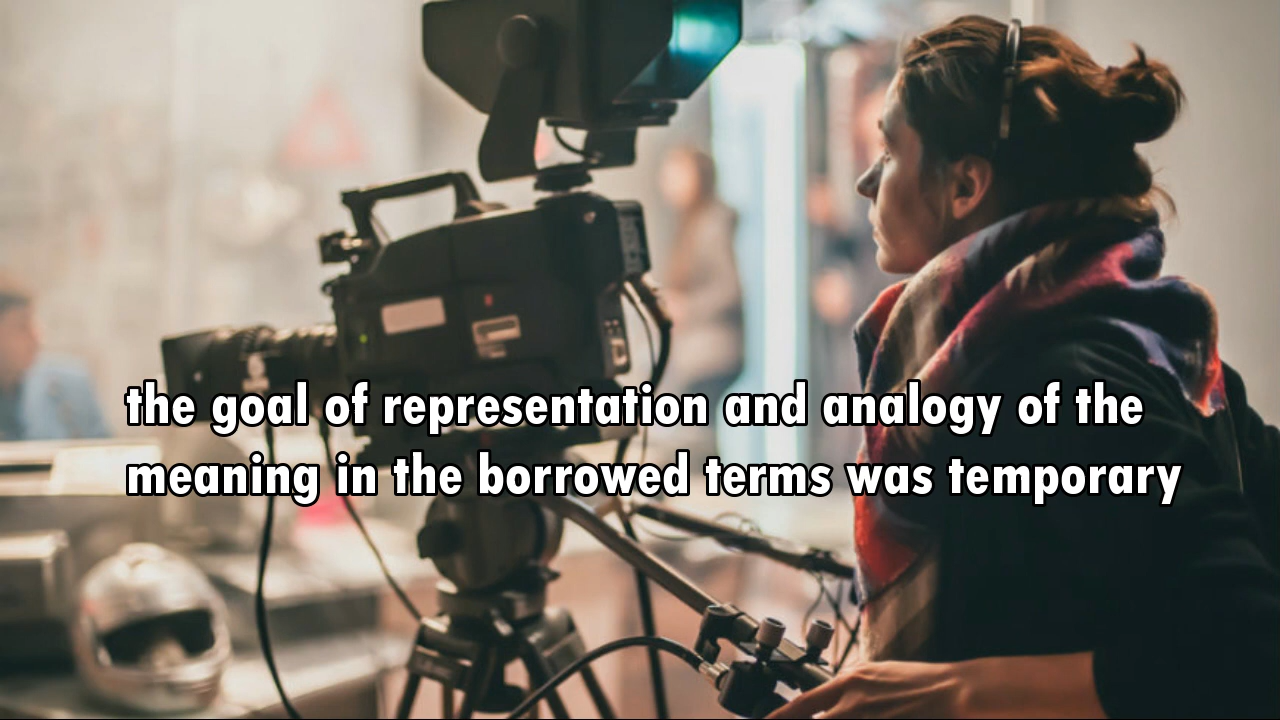 the goal of representation and analogy of the
meaning in the borrowed terms was temporary